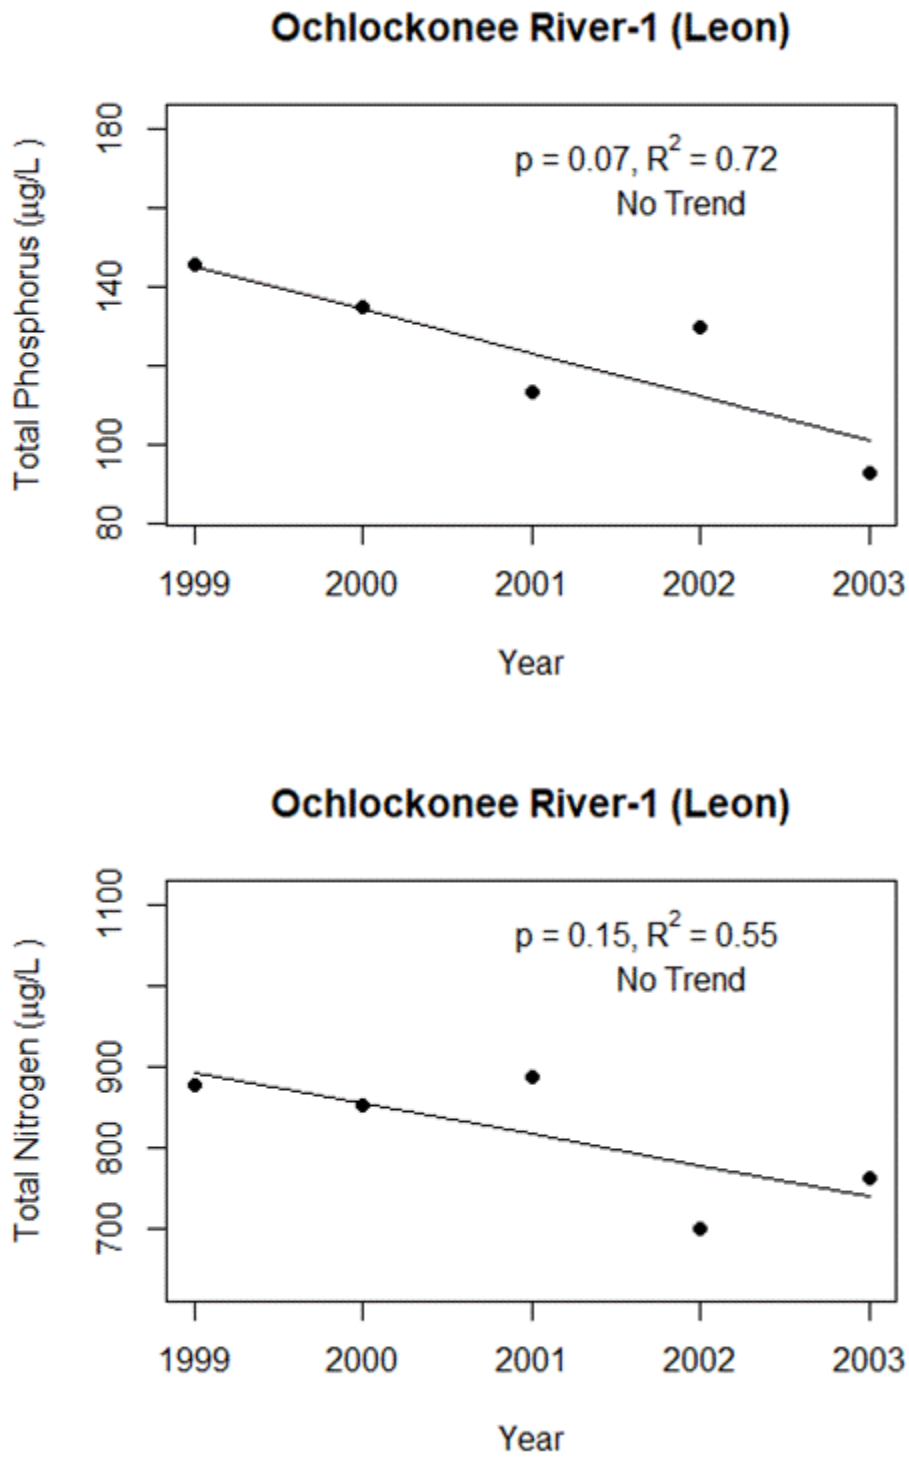 Ochlockonee River-1 (Leon)
p = 0.07, R² = 0.72
No Trend
Total Phosphorus (µg/L )
180
140
100
80
1999 2000 2001 2002 2003
Year
Ochlockonee River-1 (Leon)
p = 0.15, R² = 0.55
No Trend
Total Nitrogen (µg/L )
1100
900
800
700
1999 2000 2001 2002 2003
Year